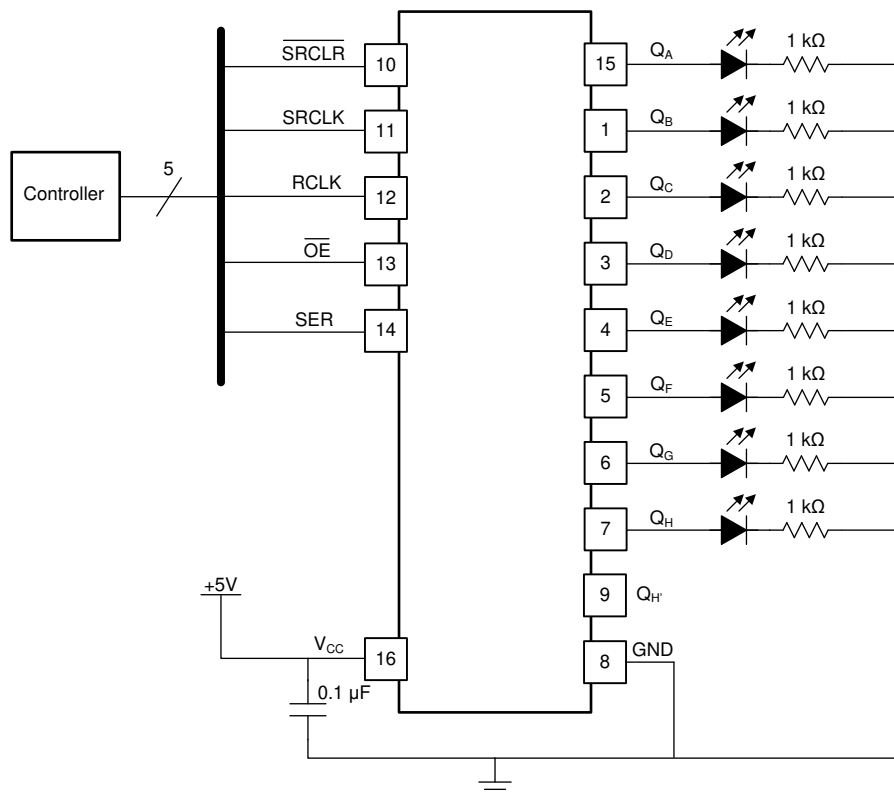 Controller
5
SRCLR
SRCLK
RCLK
OE
SER
10
11
12
13
14
+5V
VCC
16
0.1 µF
15
QA
1 kΩ
1
QB
1 kΩ
2
QC
1 kΩ
3
QD
1 kΩ
4
QE
1 kΩ
5
QF
1 kΩ
6
QG
1 kΩ
7
QH
1 kΩ
9
QH'
8
GND